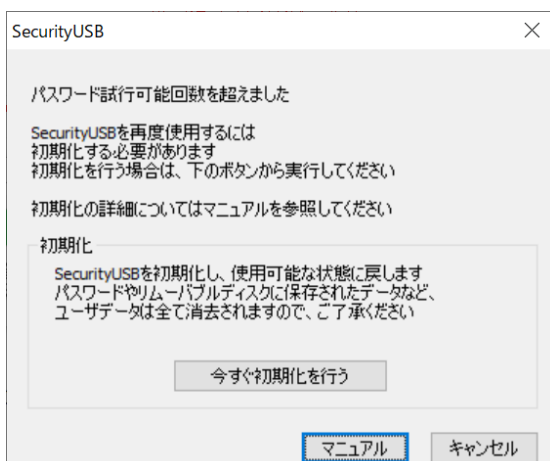 SecurityUSB
パスワード試行可能回数を超えました
SecurityUSBを再度使用するには
初期化する必要があります
初期化を行う場合は、下のボタンから実行してください
初期化の詳細についてはマニュアルを参照してください
初期化
SecurityUSBを初期化し、使用可能な状態に戻します
パスワードやリムーバブルディスクに保存されたデータなど、
ユーザデータは全て消去されますので、ご了承ください
今すぐ初期化を行う
マニュアル
キャンセル